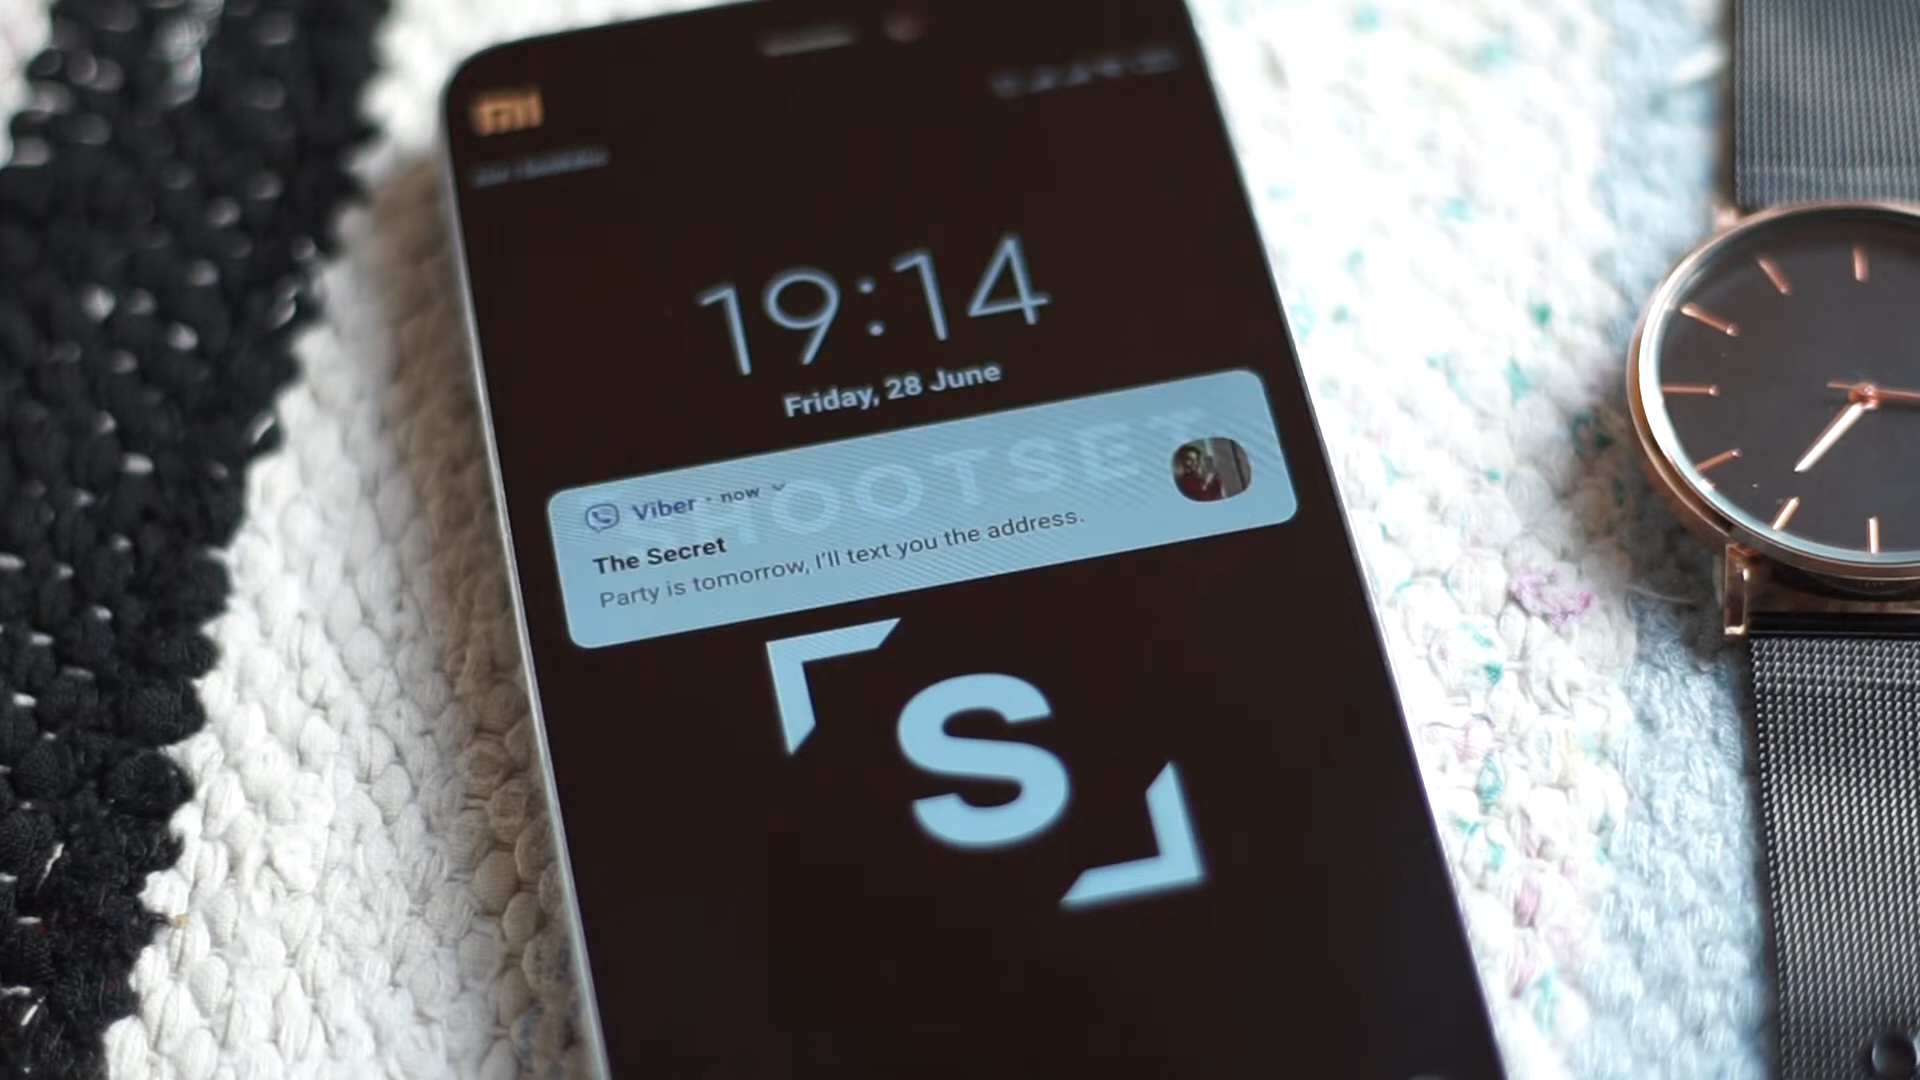 mi
19:14
Friday, 28 June
SHOOTSET
Viber · now
The Secret
Party is tomorrow, I'll text you the address.
S